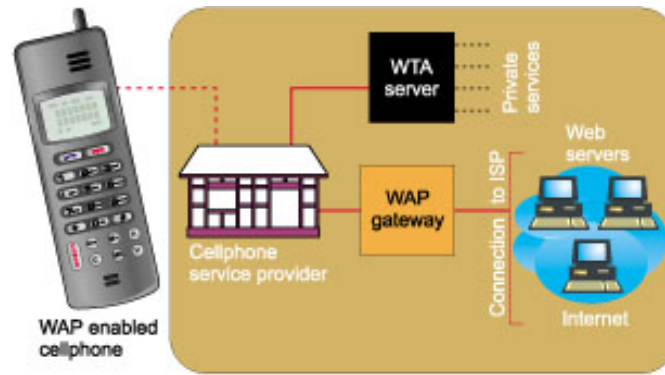 WTA
server
Private
services
Web
servers
WAP
gateway
Connection to ISP
Cellphone
service provider
Internet
WAP enabled
cellphone